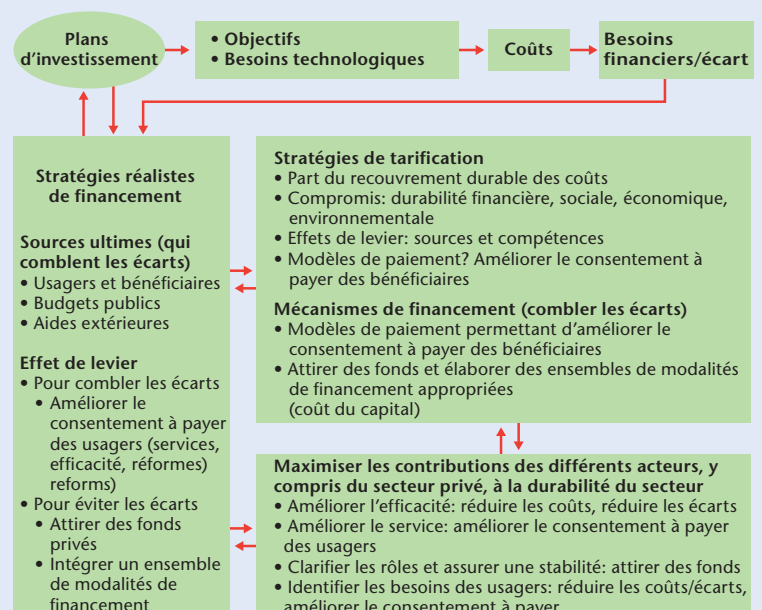 Plans
d'investissement
• Objectifs
• Besoins technologiques
Coûts
Besoins
financiers/écart
Stratégies réalistes
de financement
Sources ultimes (qui
comblent les écarts)
• Usagers et bénéficiaires
• Budgets publics
• Aides extérieures
Effet de levier
• Pour combler les écarts
• Améliorer le
consentement à payer
des usagers (services,
efficacité, réformes)
reforms)
• Pour éviter les écarts
• Attirer des fonds
privés
• Intégrer un ensemble
de modalités de
financement
Stratégies de tarification
• Part du recouvrement durable des coûts
• Compromis: durabilité financière, sociale, économique,
environnementale
• Effets de levier: sources et compétences
• Modèles de paiement? Améliorer le consentement à
payer des bénéficiaires
Mécanismes de financement (combler les écarts)
• Modèles de paiement permettant d'améliorer le
consentement à payer des bénéficiaires
• Attirer des fonds et élaborer des ensembles de modalités
de financement appropriées
(coût du capital)
Maximiser les contributions des différents acteurs, y
compris du secteur privé, à la durabilité du secteur
• Améliorer l'efficacité: réduire les coûts, réduire les écarts
• Améliorer le service: améliorer le consentement à payer
des usagers
• Clarifier les rôles et assurer une stabilité: attirer des fonds
• Identifier les besoins des usagers: réduire les coûts/écarts,
améliorer le consentement à payer